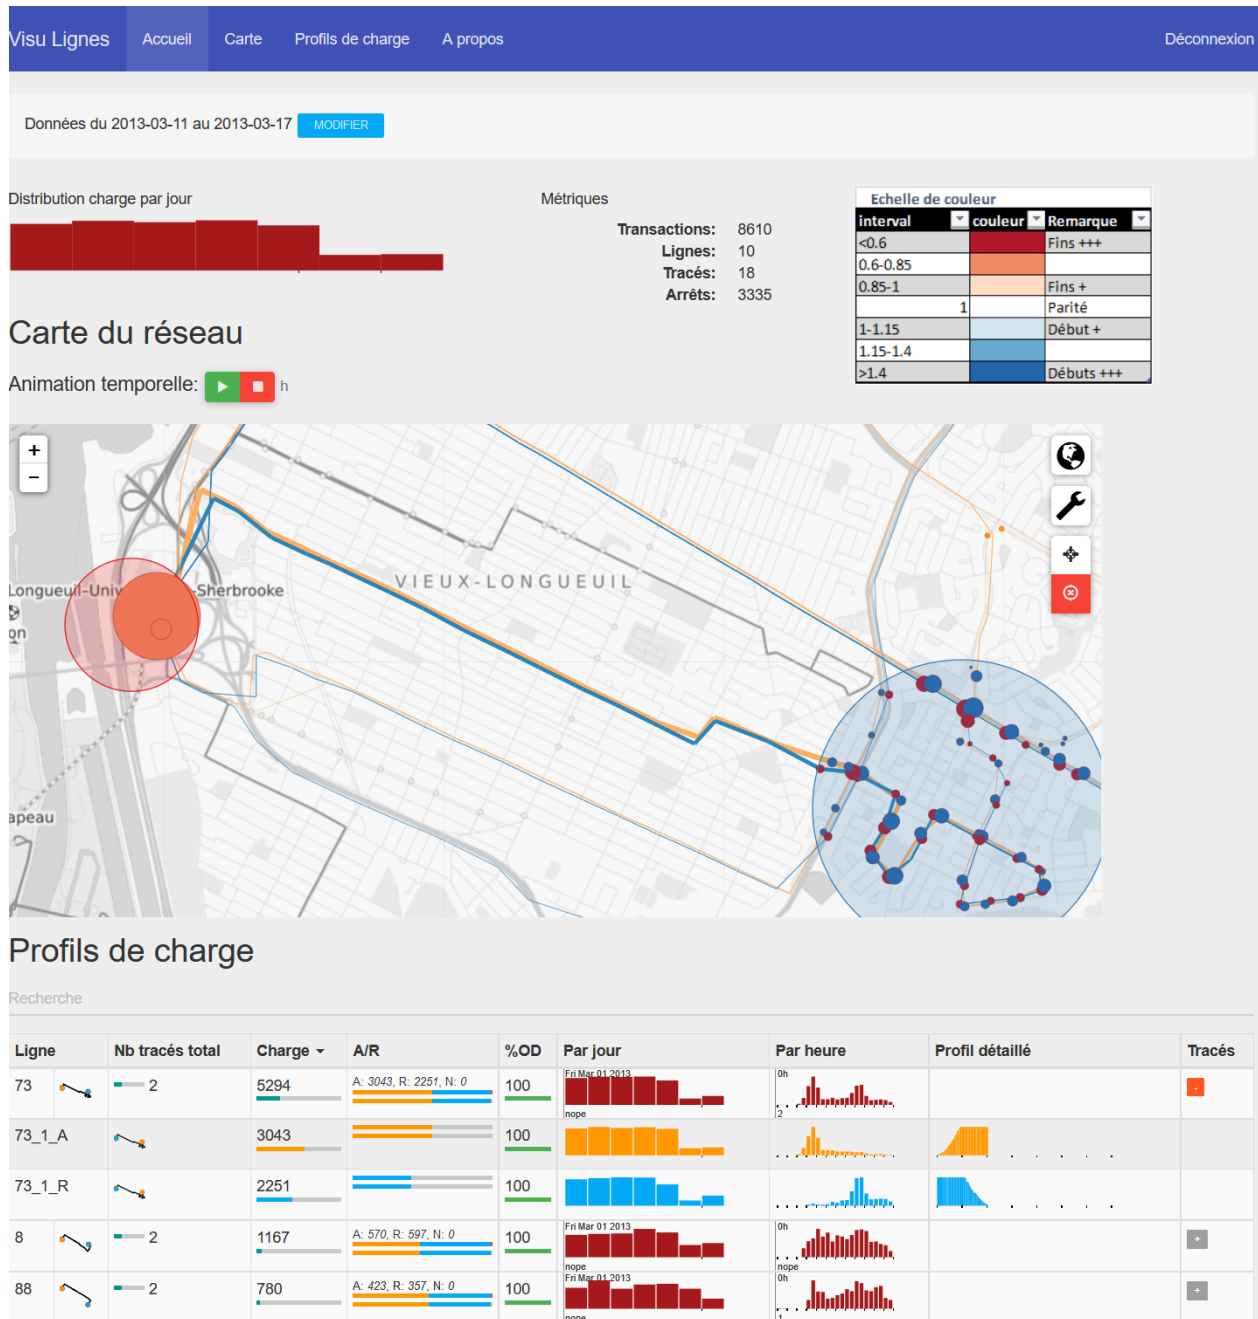 Visu Lignes Accueil Carte Profils de charge A propos Déconnexion
Données du 2013-03-11 au 2013-03-17 MODIFIER
Distribution charge par jour
Métriques
Transactions: 8610
Lignes: 10
Tracés: 18
Arrêts: 3335
Echelle de couleur
interval couleur Remarque
<0.6 Fins +++
0.6-0.85
0.85-1 Fins +
1 Parité
1-1.15 Début +
1.15-1.4
>1.4 Débuts +++
Carte du réseau
Animation temporelle: h
+
−
VIEUX-LONGUEUIL
Longueuil-Univ Sherbrooke
on
apeau
Profils de charge
Recherche
Ligne Nb tracés total Charge A/R %OD Par jour Par heure Profil détaillé Tracés
73 2 5294 A: 3043, R: 2251, N: 0 100 Fri Mar 01 2013 nope 0h 2 -
73_1_A 3043 100
73_1_R 2251 100
8 2 1167 A: 570, R: 597, N: 0 100 Fri Mar 01 2013 nope 0h nope +
88 2 780 A: 423, R: 357, N: 0 100 Fri Mar 01 2013 nope 0h 1 +